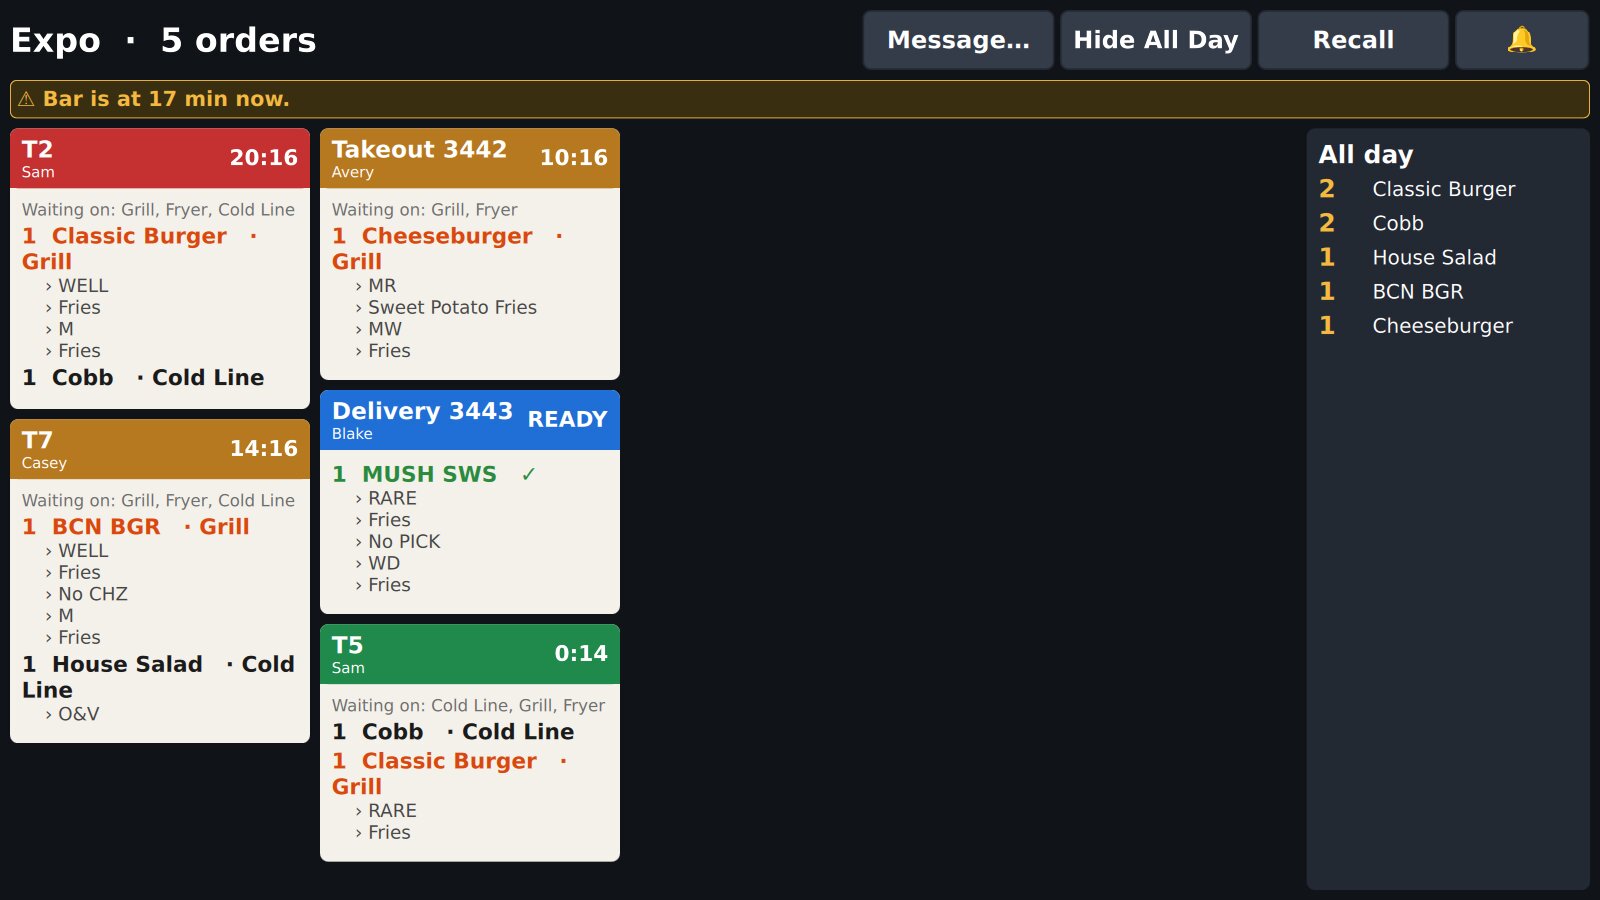 Expo · 5 orders
Message…
Hide All Day
Recall
🔔
⚠ Bar is at 17 min now.
T2
Sam
20:16
Waiting on: Grill, Fryer, Cold Line
1 Classic Burger ·
Grill
› WELL
› Fries
› M
› Fries
1 Cobb · Cold Line
T7
Casey
14:16
Waiting on: Grill, Fryer, Cold Line
1 BCN BGR · Grill
› WELL
› Fries
› No CHZ
› M
› Fries
1 House Salad · Cold
Line
› O&V
Takeout 3442
Avery
10:16
Waiting on: Grill, Fryer
1 Cheeseburger ·
Grill
› MR
› Sweet Potato Fries
› MW
› Fries
Delivery 3443
Blake
READY
1 MUSH SWS ✓
› RARE
› Fries
› No PICK
› WD
› Fries
T5
Sam
0:14
Waiting on: Cold Line, Grill, Fryer
1 Cobb · Cold Line
1 Classic Burger ·
Grill
› RARE
› Fries
All day
2 Classic Burger
2 Cobb
1 House Salad
1 BCN BGR
1 Cheeseburger